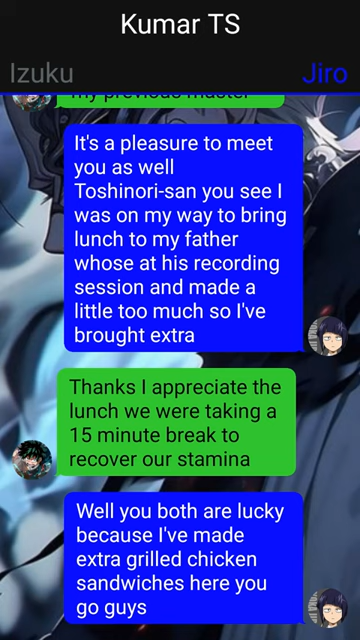 Kumar TS
Izuku Jiro
my previous master
It's a pleasure to meet
you as well
Toshinori-san you see I
was on my way to bring
lunch to my father
whose at his recording
session and made a
little too much so I've
brought extra
Thanks I appreciate the
lunch we were taking a
15 minute break to
recover our stamina
Well you both are lucky
because I've made
extra grilled chicken
sandwiches here you
go guys